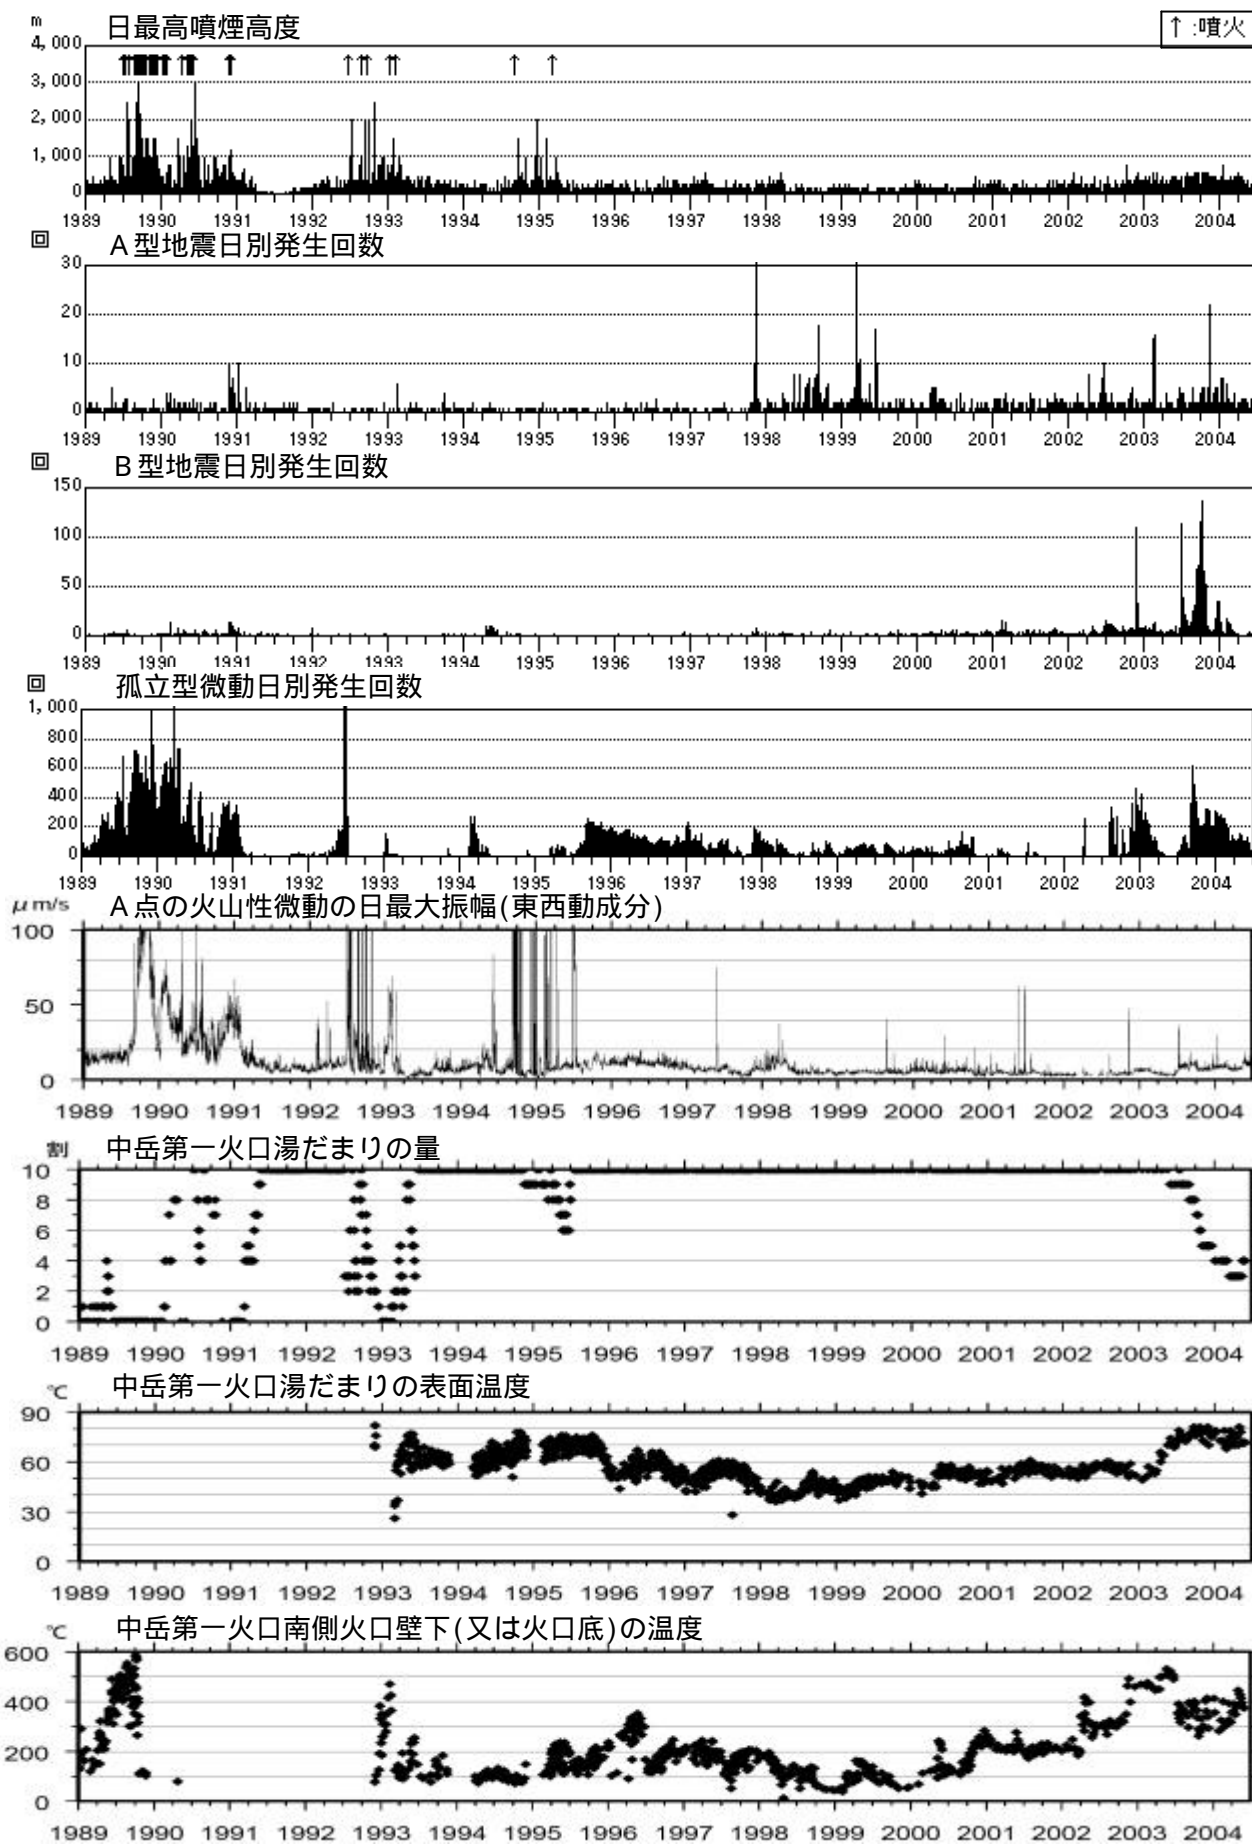 m 日最高噴煙高度
↑:噴火
4,000
3,000
2,000
1,000
0
1989 1990 1991 1992 1993 1994 1995 1996 1997 1998 1999 2000 2001 2002 2003 2004
回 A型地震日別発生回数
30
20
10
0
1989 1990 1991 1992 1993 1994 1995 1996 1997 1998 1999 2000 2001 2002 2003 2004
回 B型地震日別発生回数
150
100
50
0
1989 1990 1991 1992 1993 1994 1995 1996 1997 1998 1999 2000 2001 2002 2003 2004
回 孤立型微動日別発生回数
1,000
800
600
400
200
0
1989 1990 1991 1992 1993 1994 1995 1996 1997 1998 1999 2000 2001 2002 2003 2004
μm/s A点の火山性微動の日最大振幅(東西動成分)
100
50
0
1989 1990 1991 1992 1993 1994 1995 1996 1997 1998 1999 2000 2001 2002 2003 2004
割 中岳第一火口湯だまりの量
10
8
6
4
2
0
1989 1990 1991 1992 1993 1994 1995 1996 1997 1998 1999 2000 2001 2002 2003 2004
℃ 中岳第一火口湯だまりの表面温度
90
60
30
0
1989 1990 1991 1992 1993 1994 1995 1996 1997 1998 1999 2000 2001 2002 2003 2004
℃ 中岳第一火口南側火口壁下(又は火口底)の温度
600
400
200
0
1989 1990 1991 1992 1993 1994 1995 1996 1997 1998 1999 2000 2001 2002 2003 2004